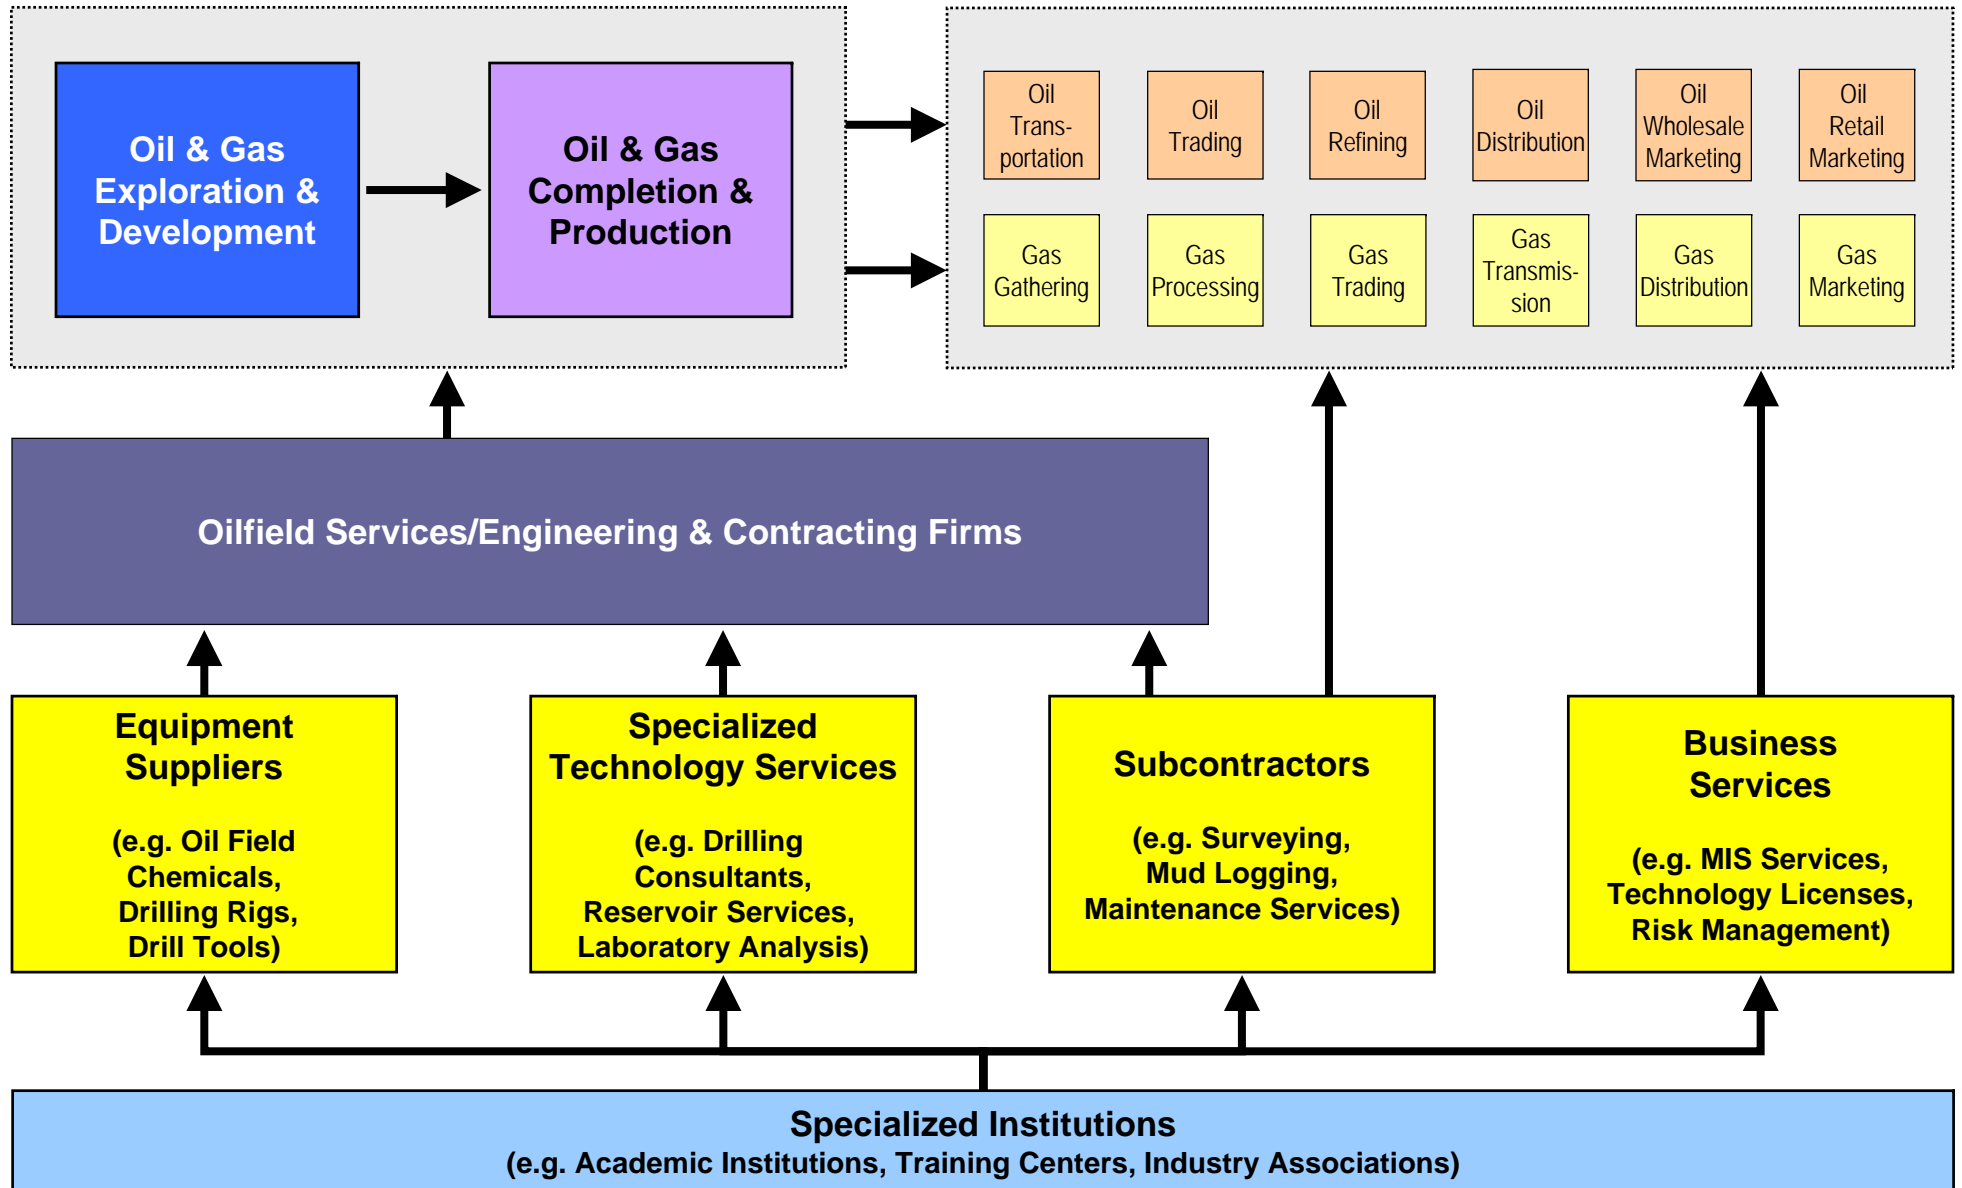 Oil & Gas
Exploration &
Development
Oil & Gas
Completion &
Production
Oil
Trans-
portation
Oil
Trading
Oil
Refining
Oil
Distribution
Oil
Wholesale
Marketing
Oil
Retail
Marketing
Gas
Gathering
Gas
Processing
Gas
Trading
Gas
Transmis-
sion
Gas
Distribution
Gas
Marketing
Oilfield Services/Engineering & Contracting Firms
Equipment
Suppliers
(e.g. Oil Field
Chemicals,
Drilling Rigs,
Drill Tools)
Specialized
Technology Services
(e.g. Drilling
Consultants,
Reservoir Services,
Laboratory Analysis)
Subcontractors
(e.g. Surveying,
Mud Logging,
Maintenance Services)
Business
Services
(e.g. MIS Services,
Technology Licenses,
Risk Management)
Specialized Institutions
(e.g. Academic Institutions, Training Centers, Industry Associations)